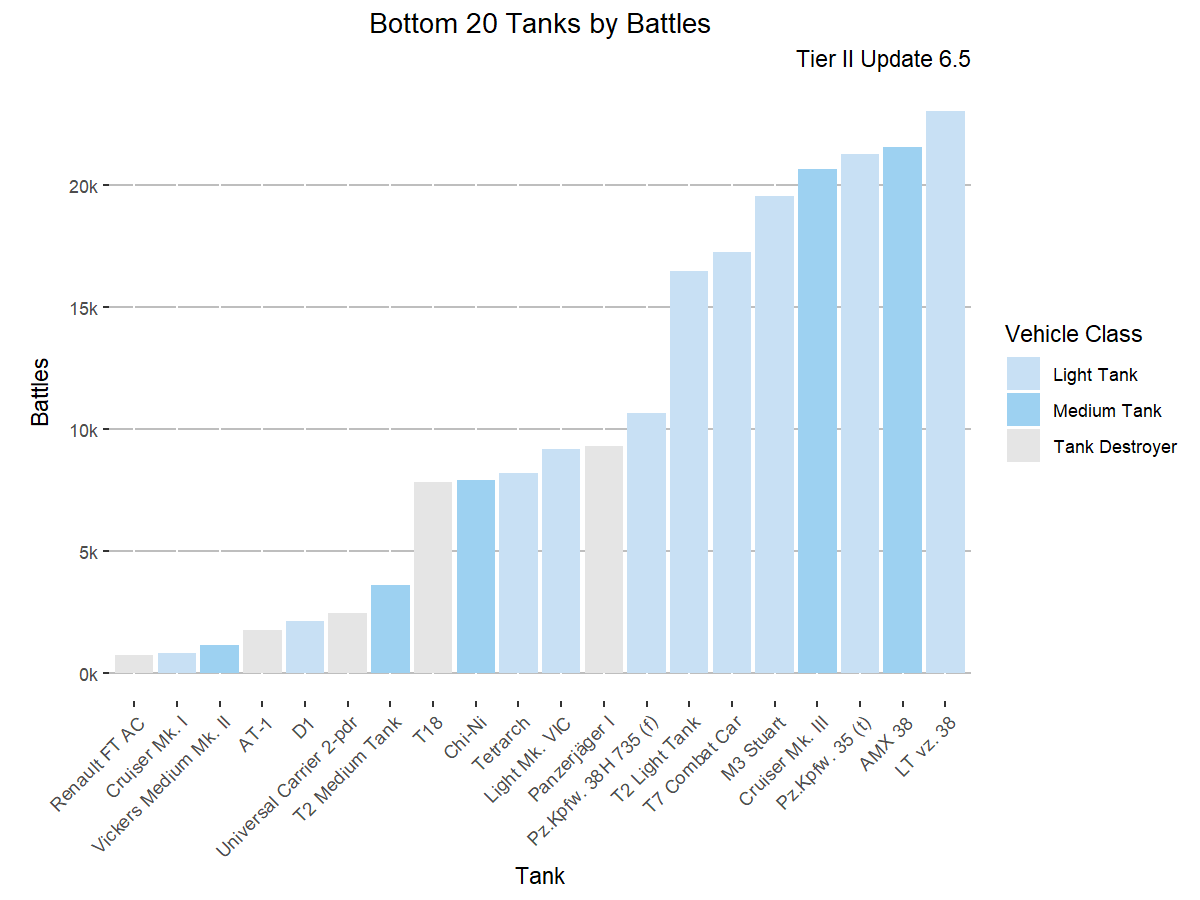 Bottom 20 Tanks by Battles
Tier II Update 6.5
Battles
20k
15k
10k
5k
0k
Renault FT AC
Cruiser Mk. I
Vickers Medium Mk. II
AT-1
D1
Universal Carrier 2-pdr
T2 Medium Tank
T18
Chi-Ni
Tetrarch
Light Mk. VIC
Panzerjäger I
Pz.Kpfw. 38H 735 (f)
T2 Light Tank
T7 Combat Car
M3 Stuart
Cruiser Mk. III
Pz.Kpfw. 35 (t)
AMX 38
LT vz. 38
Tank
Vehicle Class
Light Tank
Medium Tank
Tank Destroyer